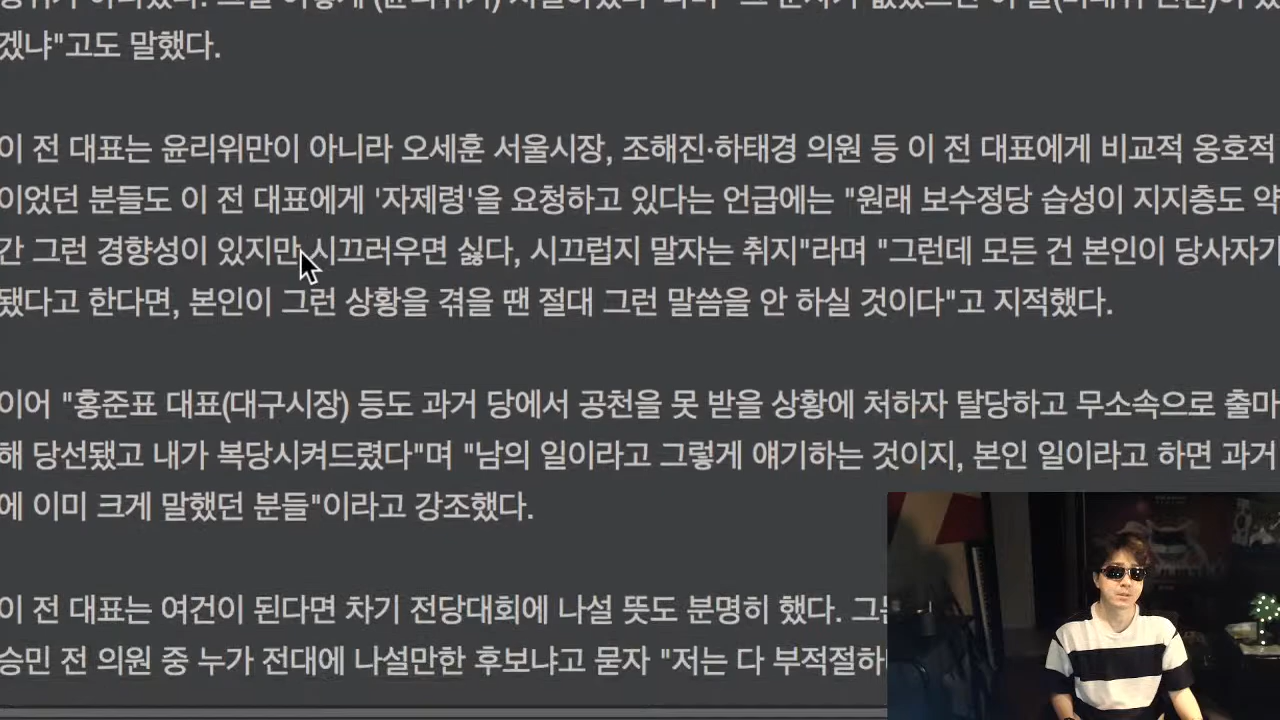 겠냐"고도 말했다.
이 전 대표는 윤리위만이 아니라 오세훈 서울시장, 조해진·하태경 의원 등 이 전 대표에게 비교적 옹호적
이었던 분들도 이 전 대표에게 '자제령'을 요청하고 있다는 언급에는 "원래 보수정당 습성이 지지층도 약
간 그런 경향성이 있지만 시끄러우면 싫다, 시끄럽지 말자는 취지"라며 "그런데 모든 건 본인이 당사자가
됐다고 한다면, 본인이 그런 상황을 겪을 땐 절대 그런 말씀을 안 하실 것이다"고 지적했다.
이어 "홍준표 대표(대구시장) 등도 과거 당에서 공천을 못 받을 상황에 처하자 탈당하고 무소속으로 출마
해 당선됐고 내가 복당시켜드렸다"며 "남의 일이라고 그렇게 얘기하는 것이지, 본인 일이라고 하면 과거
에 이미 크게 말했던 분들"이라고 강조했다.
이 전 대표는 여건이 된다면 차기 전당대회에 나설 뜻도 분명히 했다.
승민 전 의원 중 누가 전대에 나설만한 후보냐고 묻자 "저는 다